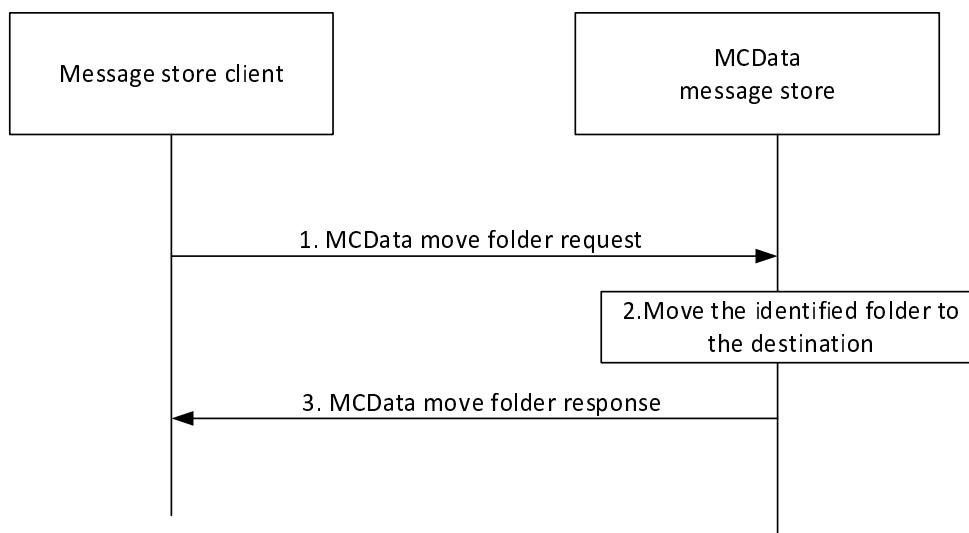 Message store client
MCData
message store
1. MCData move folder request
2.Move the identified folder to
the destination
3. MCData move folder response